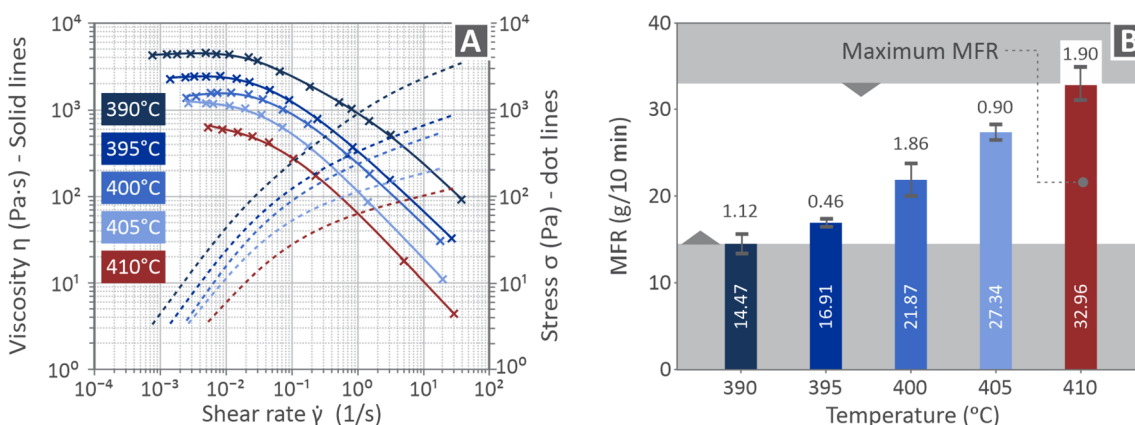 A
Viscosity η (Pa·s) - Solid lines
10⁴
10³
10²
10¹
10⁰
390°C
395°C
400°C
405°C
410°C
10⁴
10³
10²
10¹
10⁰
Stress σ (Pa) - dot lines
10⁻⁴ 10⁻³ 10⁻² 10⁻¹ 10⁰ 10¹ 10²
Shear rate γ̇ (1/s)
B
MFR (g/10 min)
40
30
20
10
0
Maximum MFR
1.12 0.46 1.86 0.90 1.90
14.47 16.91 21.87 27.34 32.96
390 395 400 405 410
Temperature (°C)